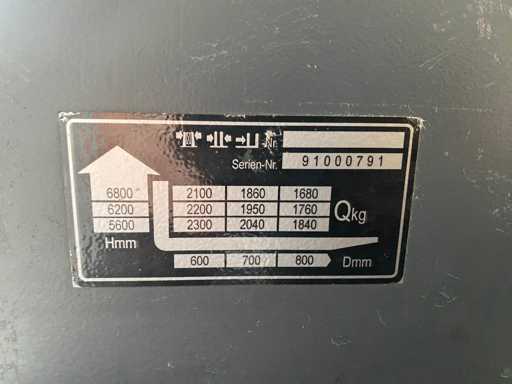 Nr.
Serien-Nr. 91000791
6800 2100 1860 1680
6200 2200 1950 1760 Qkg
5600 2300 2040 1840
Hmm
600 700 800 Dmm